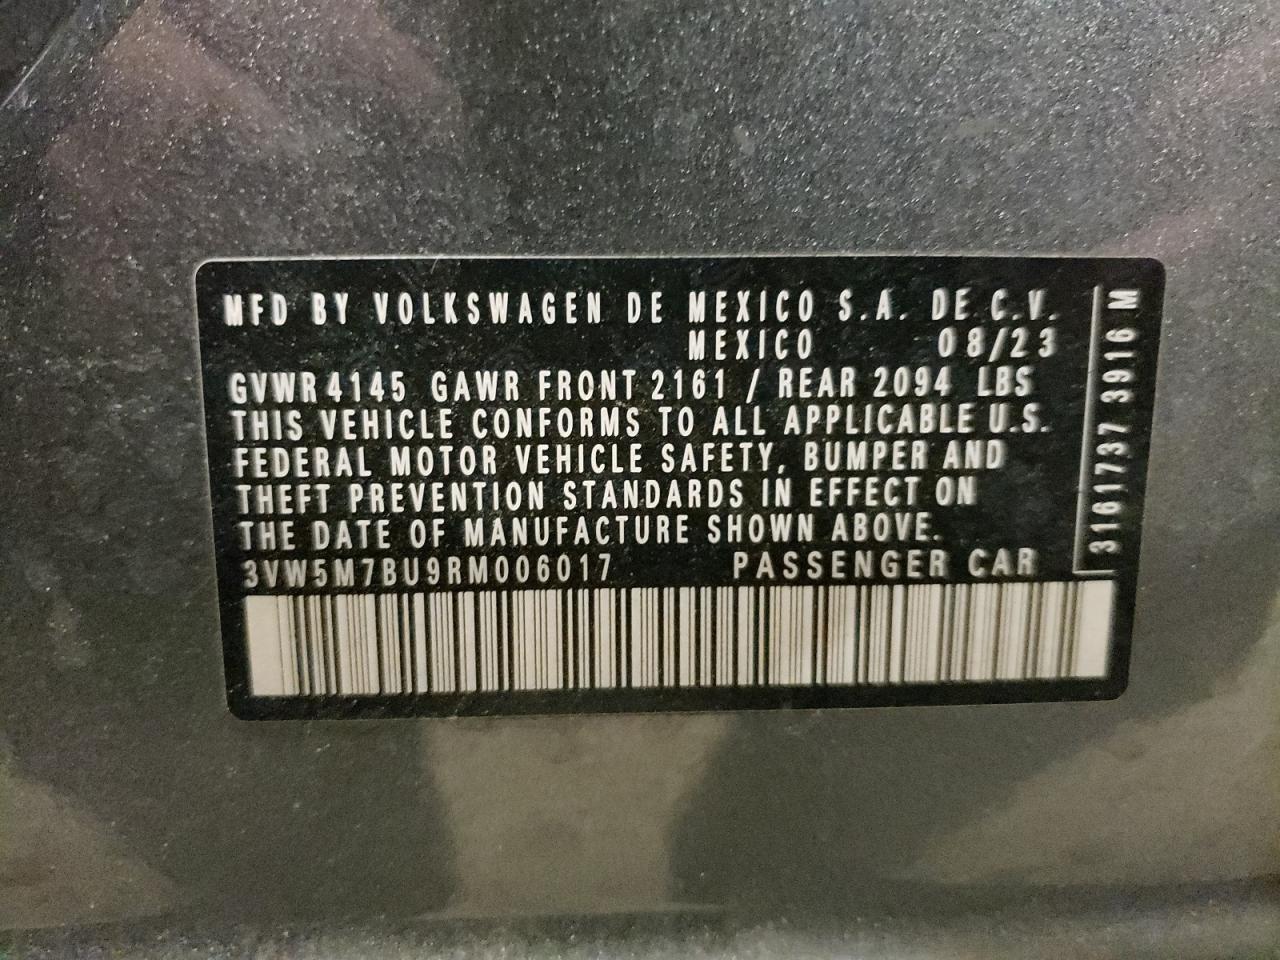 MFD BY VOLKSWAGEN DE MEXICO S.A. DE C.V.
MEXICO 08/23
GVWR 4145 GAWR FRONT 2161 / REAR 2094 LBS
THIS VEHICLE CONFORMS TO ALL APPLICABLE U.S.
FEDERAL MOTOR VEHICLE SAFETY, BUMPER AND
THEFT PREVENTION STANDARDS IN EFFECT ON
THE DATE OF MANUFACTURE SHOWN ABOVE.
3VW5M7BU9RM006017 PASSENGER CAR
3161737 3916 M